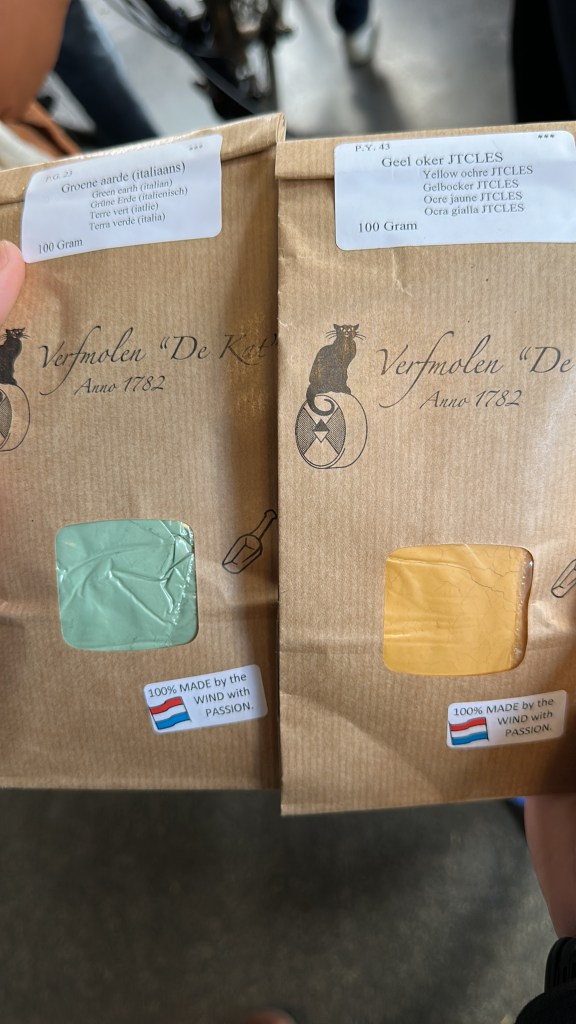 P.G. 23
***
Groene aarde (italiaans)
Green earth (italian)
Grüne Erde (italienisch)
Terre vert (iatlie)
Terra verde (italia)
100 Gram
Verfmolen "De Kat"
Anno 1782
100% MADE by the
WIND with
PASSION.
P.Y. 43
***
Geel oker JTCLES
Yellow ochre JTCLES
Gelbocker JTCLES
Ocre jaune JTCLES
Ocra gialla JTCLES
100 Gram
Verfmolen "De
Anno 1782
100% MADE by the
WIND with
PASSION.